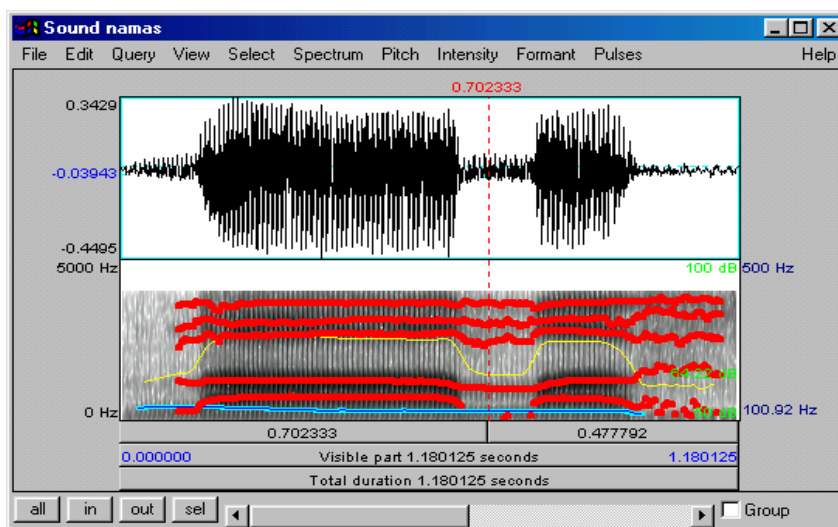 Sound namas
File Edit Query View Select Spectrum Pitch Intensity Formant Pulses Help
0.702333
0.3429
-0.03943
-0.4495
5000 Hz 100 dB 500 Hz
0 Hz 100.92 Hz
0.702333 0.477792
0.000000 Visible part 1.180125 seconds 1.180125
Total duration 1.180125 seconds
all in out sel Group